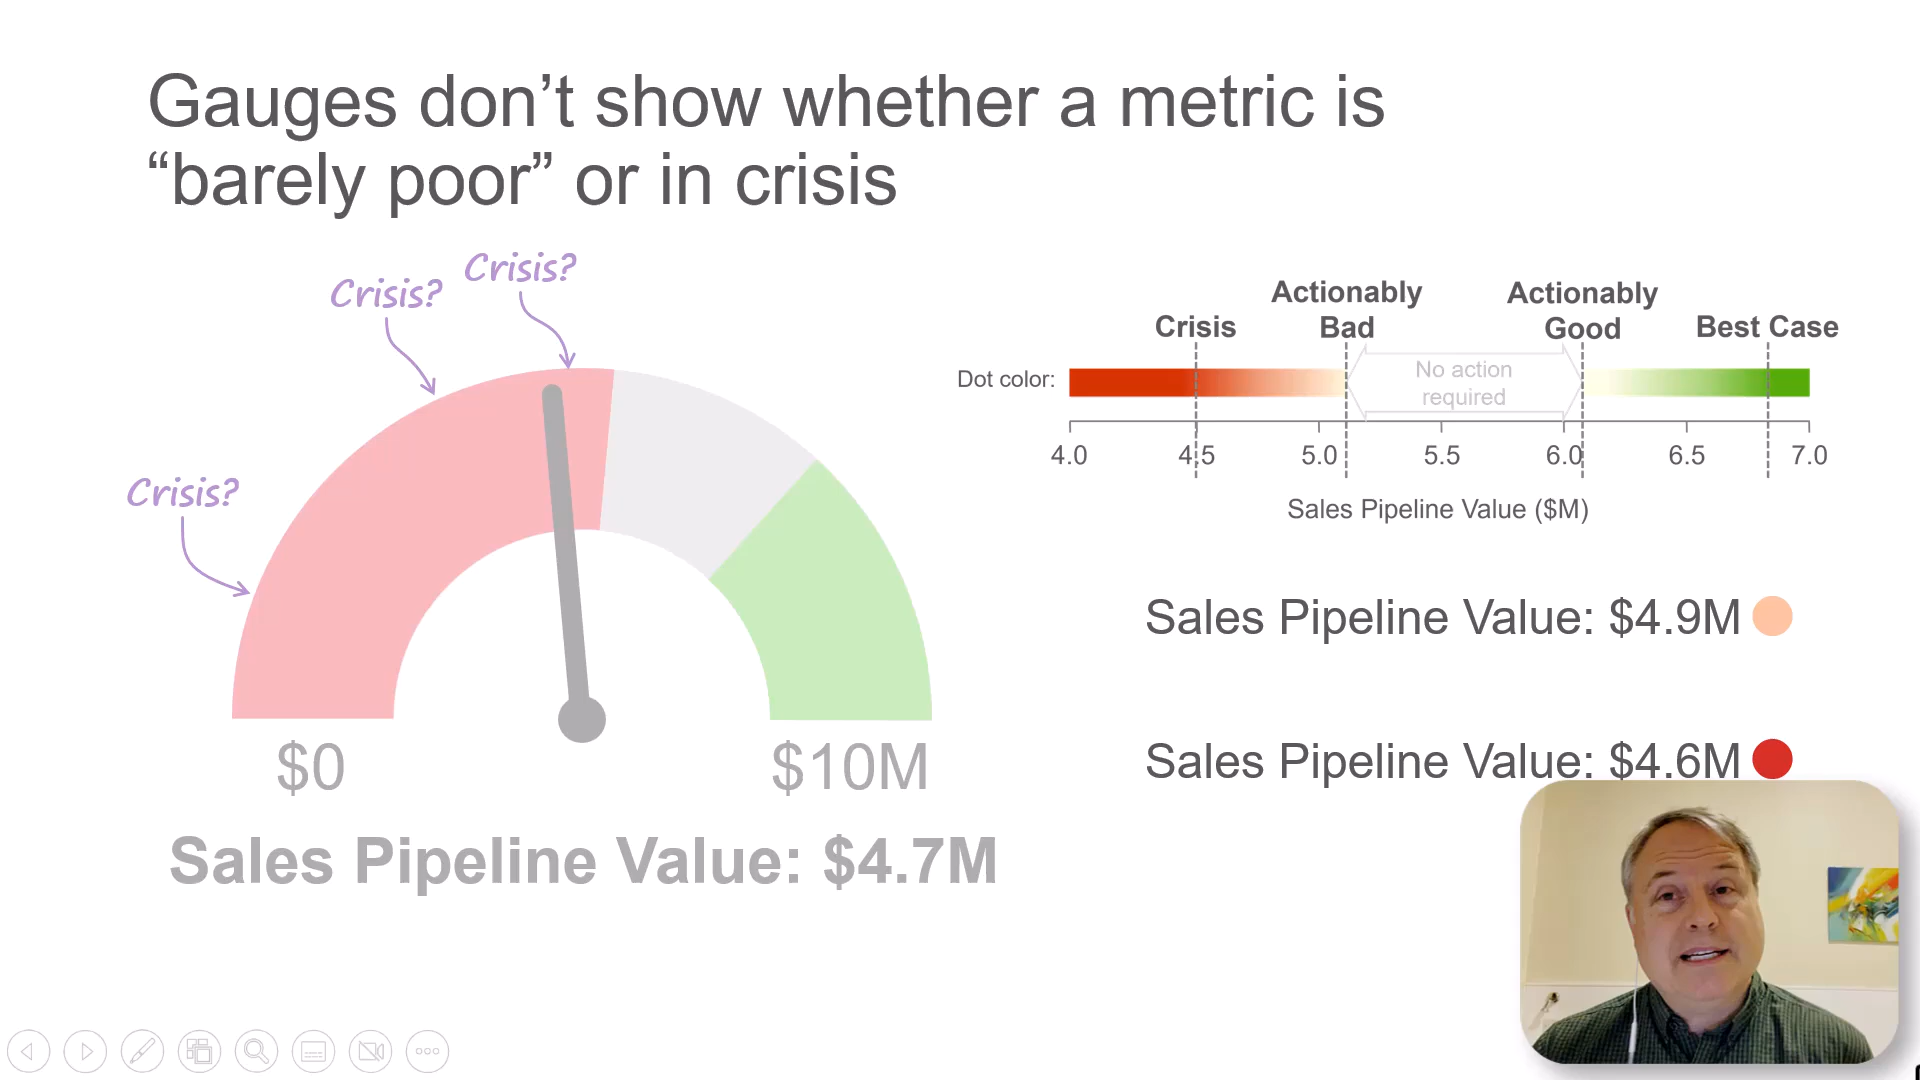 Gauges don’t show whether a metric is
“barely poor” or in crisis
Crisis?
Crisis?
Crisis?
$0
$10M
Sales Pipeline Value: $4.7M
Crisis
Actionably
Bad
Actionably
Good
Best Case
Dot color:
No action
required
4.0 4.5 5.0 5.5 6.0 6.5 7.0
Sales Pipeline Value ($M)
Sales Pipeline Value: $4.9M
Sales Pipeline Value: $4.6M